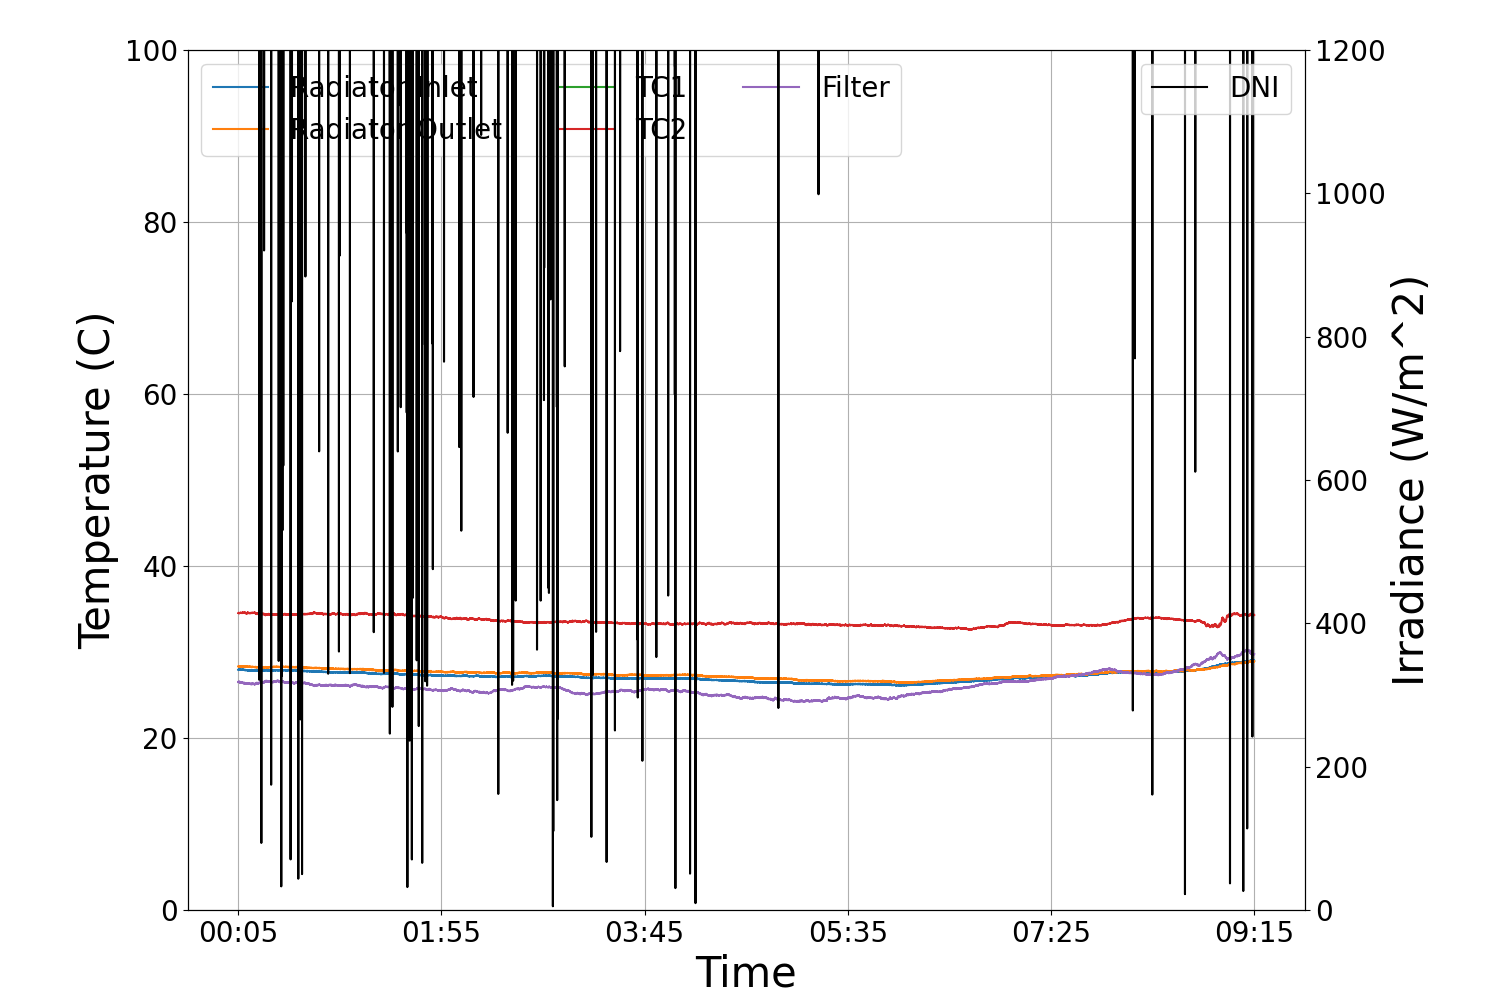 100
80
60
40
20
0
Temperature (C)
Radiator Inlet
Radiator Outlet
TC1
TC2
Filter
DNI
1200
1000
800
600
400
200
0
Irradiance (W/m^2)
00:05 01:55 03:45 05:35 07:25 09:15
Time